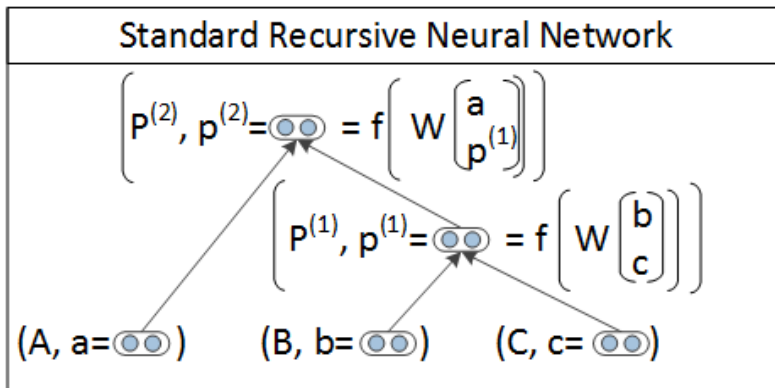 Standard Recursive Neural Network
(P⁽²⁾, p⁽²⁾= = f(W[a p⁽¹⁾]))
(P⁽¹⁾, p⁽¹⁾= = f(W[b c]))
(A, a= ) (B, b= ) (C, c= )